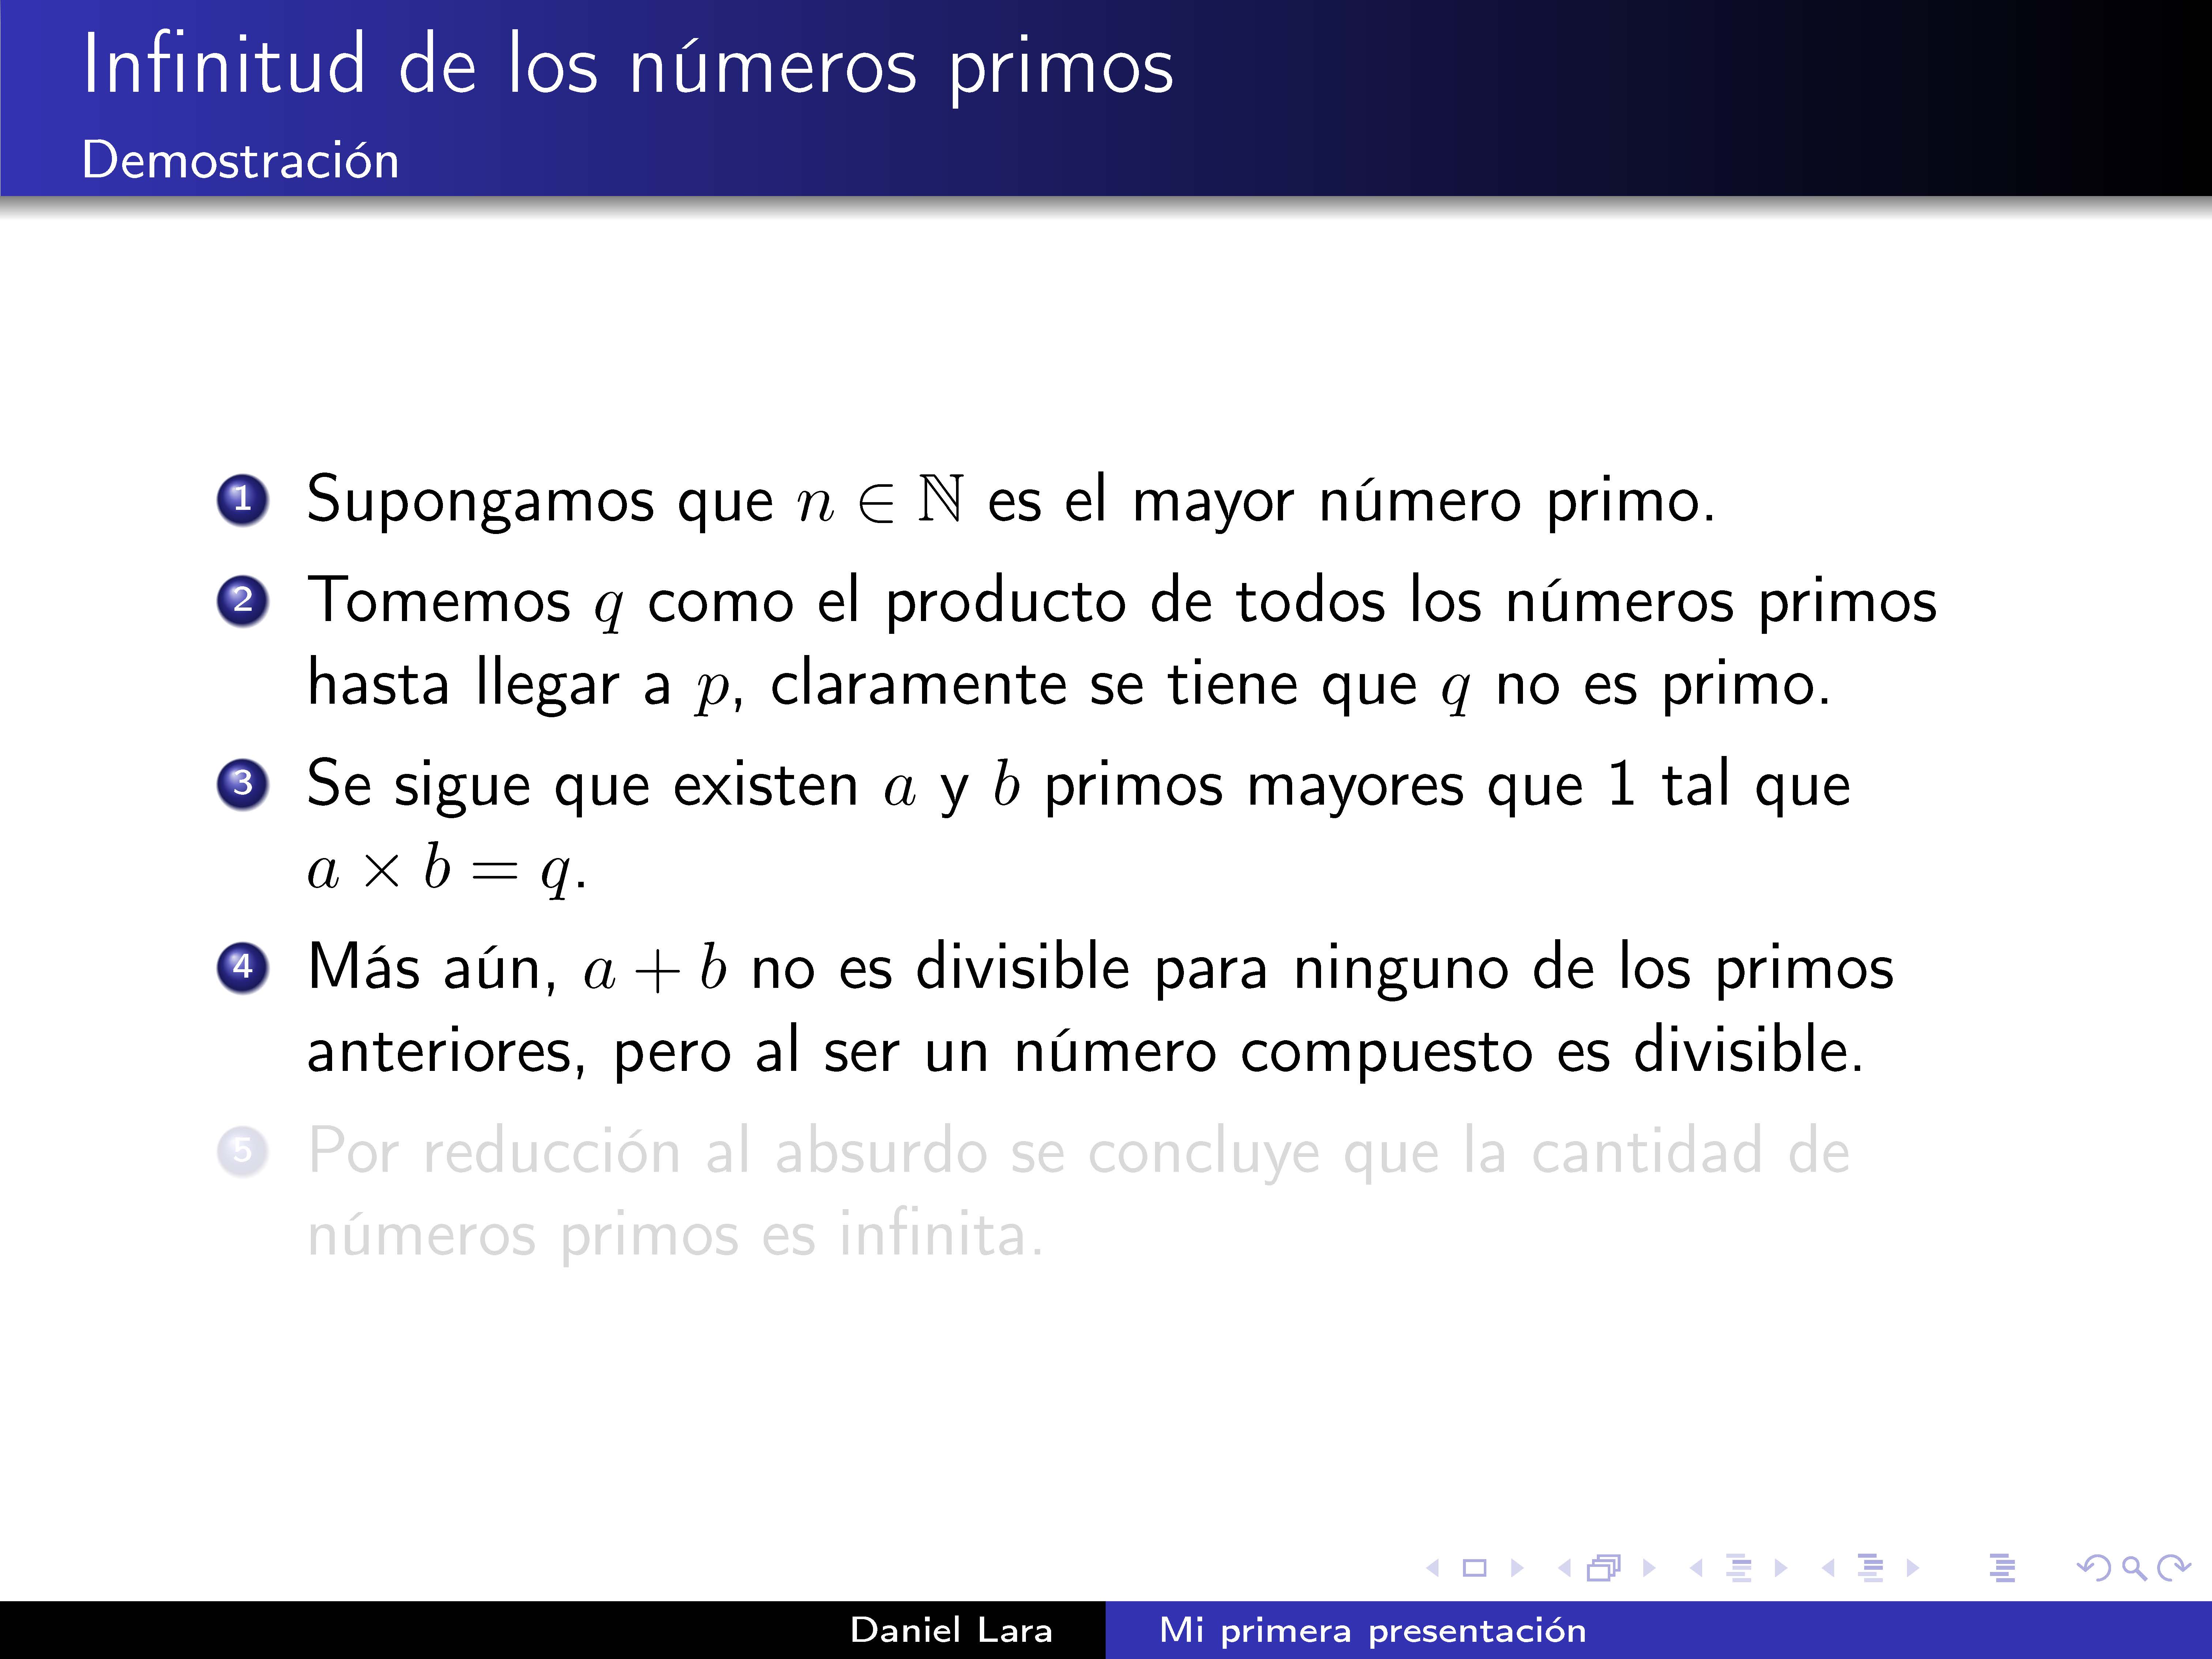 Infinitud de los números primos
Demostración
1 Supongamos que n ∈ ℕ es el mayor número primo.
2 Tomemos q como el producto de todos los números primos
hasta llegar a p, claramente se tiene que q no es primo.
3 Se sigue que existen a y b primos mayores que 1 tal que
a × b = q.
4 Más aún, a + b no es divisible para ninguno de los primos
anteriores, pero al ser un número compuesto es divisible.
5 Por reducción al absurdo se concluye que la cantidad de
números primos es infinita.
Daniel Lara Mi primera presentación